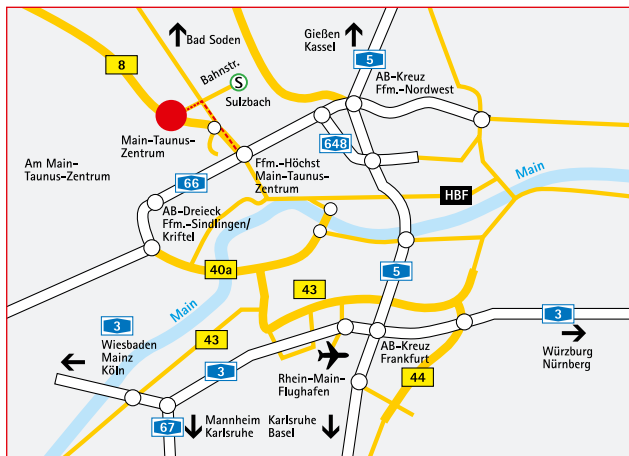 Bad Soden
Gießen
Kassel
8
Bahnstr.
S
Sulzbach
5
AB-Kreuz
Ffm.-Nordwest
Main-Taunus-
Zentrum
648
Am Main-
Taunus-Zentrum
Ffm.-Höchst
Main-Taunus-
Zentrum
66
Main
HBF
AB-Dreieck
Ffm.-Sindlingen/
Kriftel
40a
5
43
Main
3
Wiesbaden
Mainz
Köln
43
3
AB-Kreuz
Frankfurt
3
Würzburg
Nürnberg
Rhein-Main-
Flughafen
44
67
Mannheim
Karlsruhe
Karlsruhe
Basel